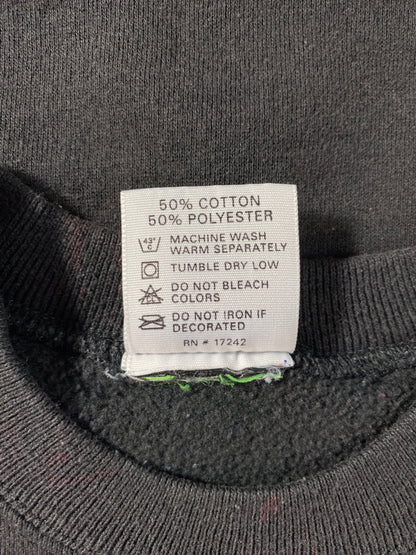 50% COTTON
50% POLYESTER
43°
C
MACHINE WASH
WARM SEPARATELY
TUMBLE DRY LOW
DO NOT BLEACH
COLORS
DO NOT IRON IF
DECORATED
RN # 17242